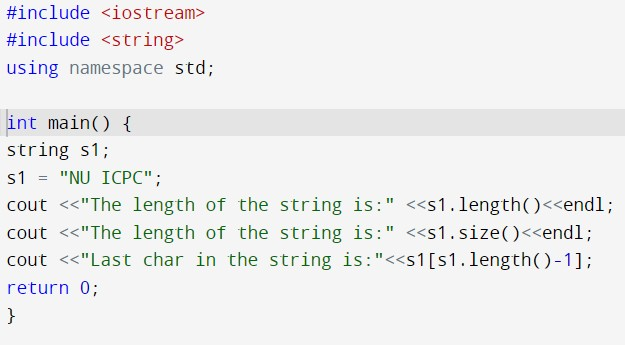 #include <iostream>
#include <string>
using namespace std;
int main() {
string s1;
s1 = "NU ICPC";
cout <<"The length of the string is:" <<s1.length()<<endl;
cout <<"The length of the string is:" <<s1.size()<<endl;
cout <<"Last char in the string is:"<<s1[s1.length()-1];
return 0;
}